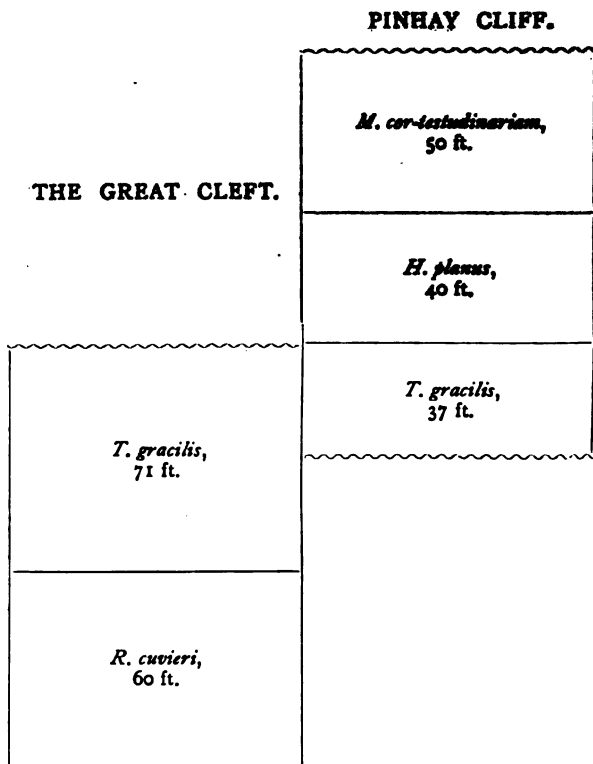 PINHAY CLIFF.
M. cor-testudinarium,
50 ft.
THE GREAT CLEFT.
H. planus,
40 ft.
T. gracilis,
37 ft.
T. gracilis,
71 ft.
R. cuvieri,
60 ft.